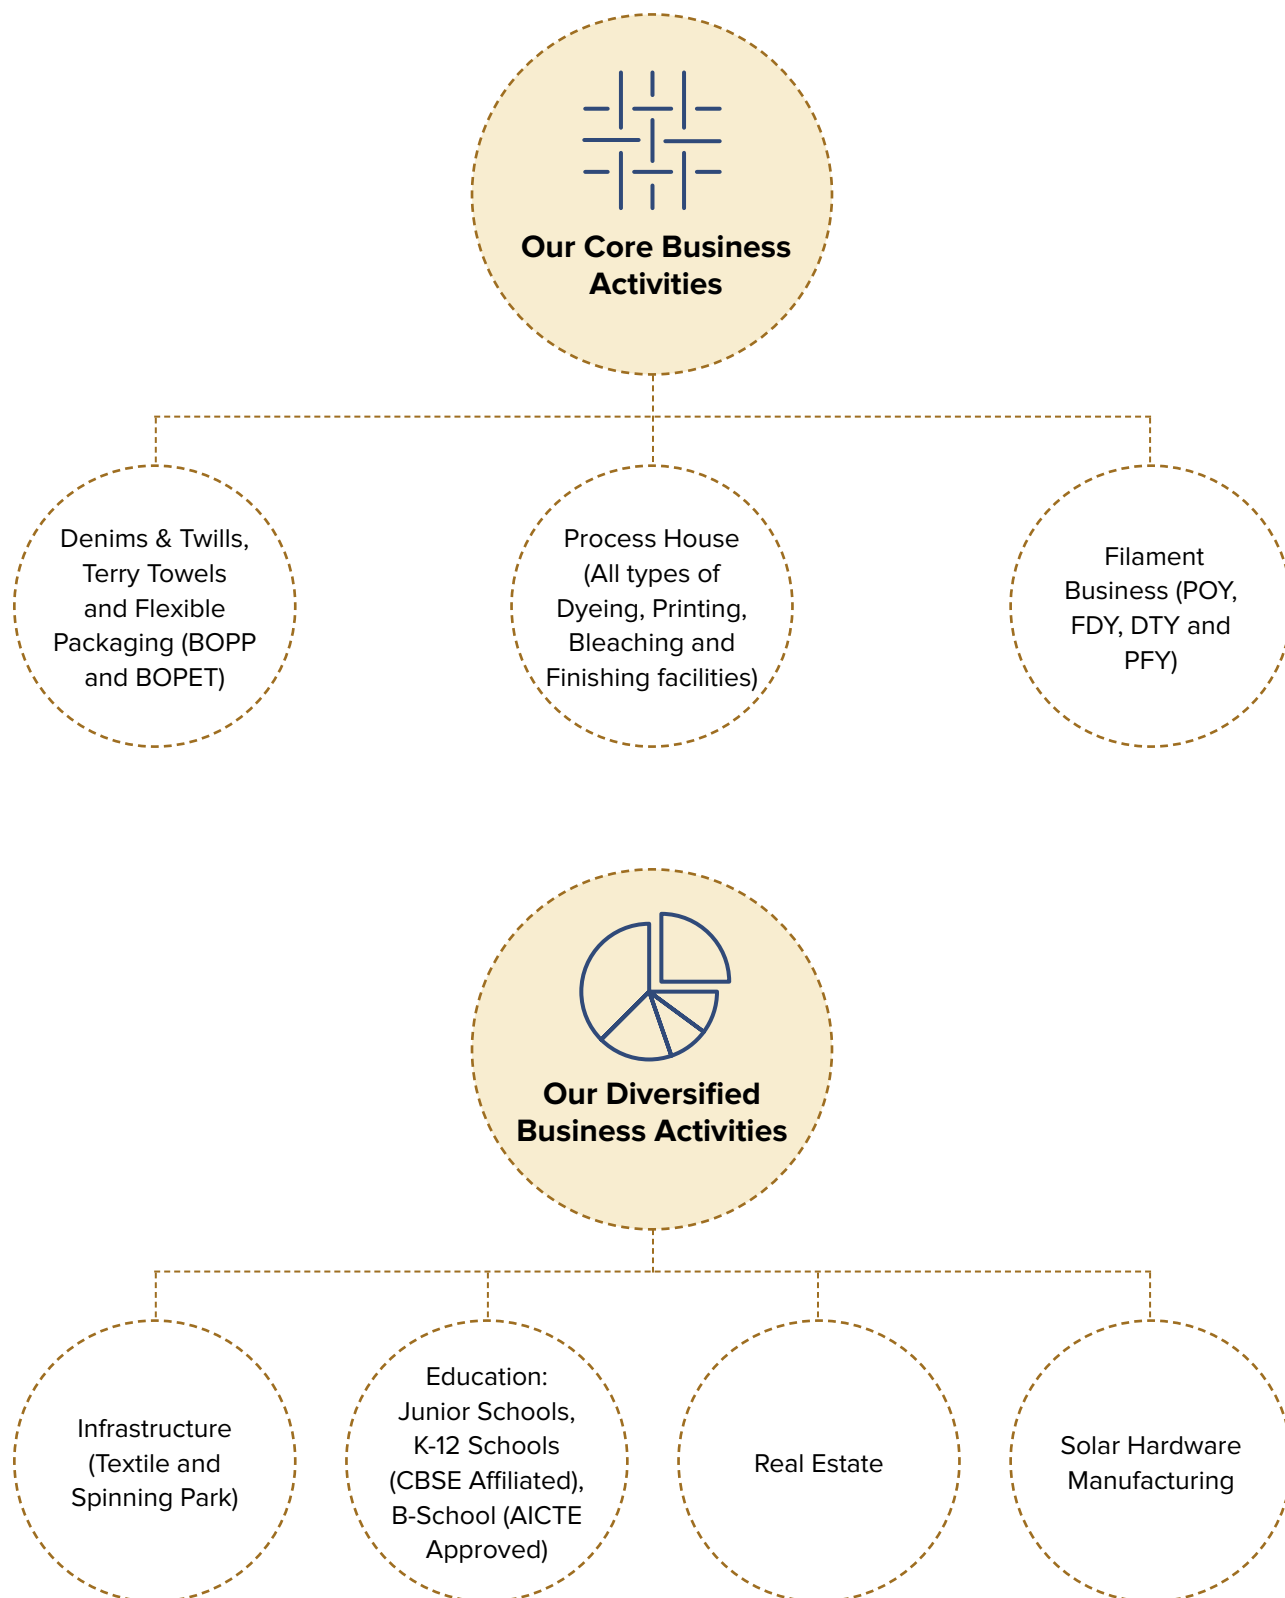 Our Core Business
Activities
Denims & Twills,
Terry Towels
and Flexible
Packaging (BOPP
and BOPET)
Process House
(All types of
Dyeing, Printing,
Bleaching and
Finishing facilities)
Filament
Business (POY,
FDY, DTY and
PFY)
Our Diversified
Business Activities
Infrastructure
(Textile and
Spinning Park)
Education:
Junior Schools,
K-12 Schools
(CBSE Affiliated),
B-School (AICTE
Approved)
Real Estate
Solar Hardware
Manufacturing